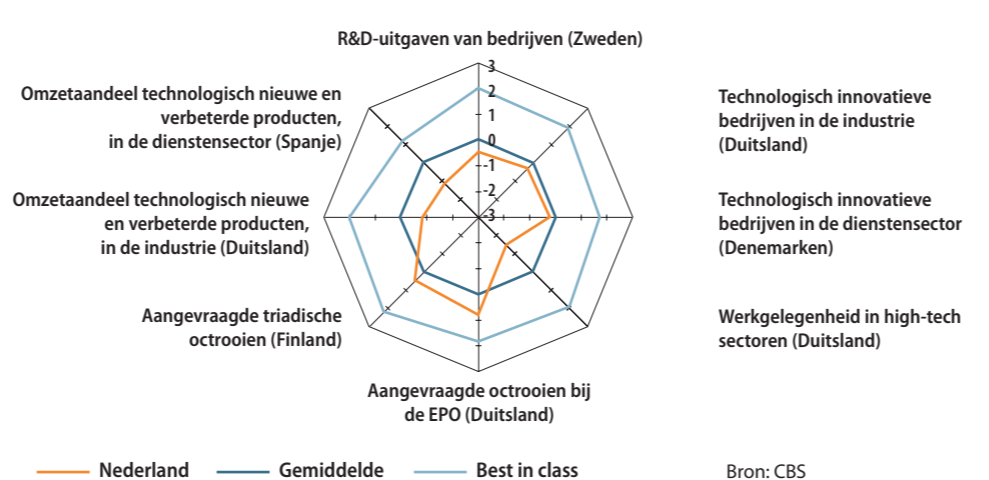 R&D-uitgaven van bedrijven (Zweden)
Omzetaandeel technologisch nieuwe en
verbeterde producten,
in de dienstensector (Spanje)
Technologisch innovatieve
bedrijven in de industrie
(Duitsland)
3
2
1
0
-1
-2
-3
Omzetaandeel technologisch nieuwe
en verbeterde producten,
in de industrie (Duitsland)
Technologisch innovatieve
bedrijven in de dienstensector
(Denemarken)
Aangevraagde triadische
octrooien (Finland)
Werkgelegenheid in high-tech
sectoren (Duitsland)
Aangevraagde octrooien bij
de EPO (Duitsland)
Nederland
Gemiddelde
Best in class
Bron: CBS